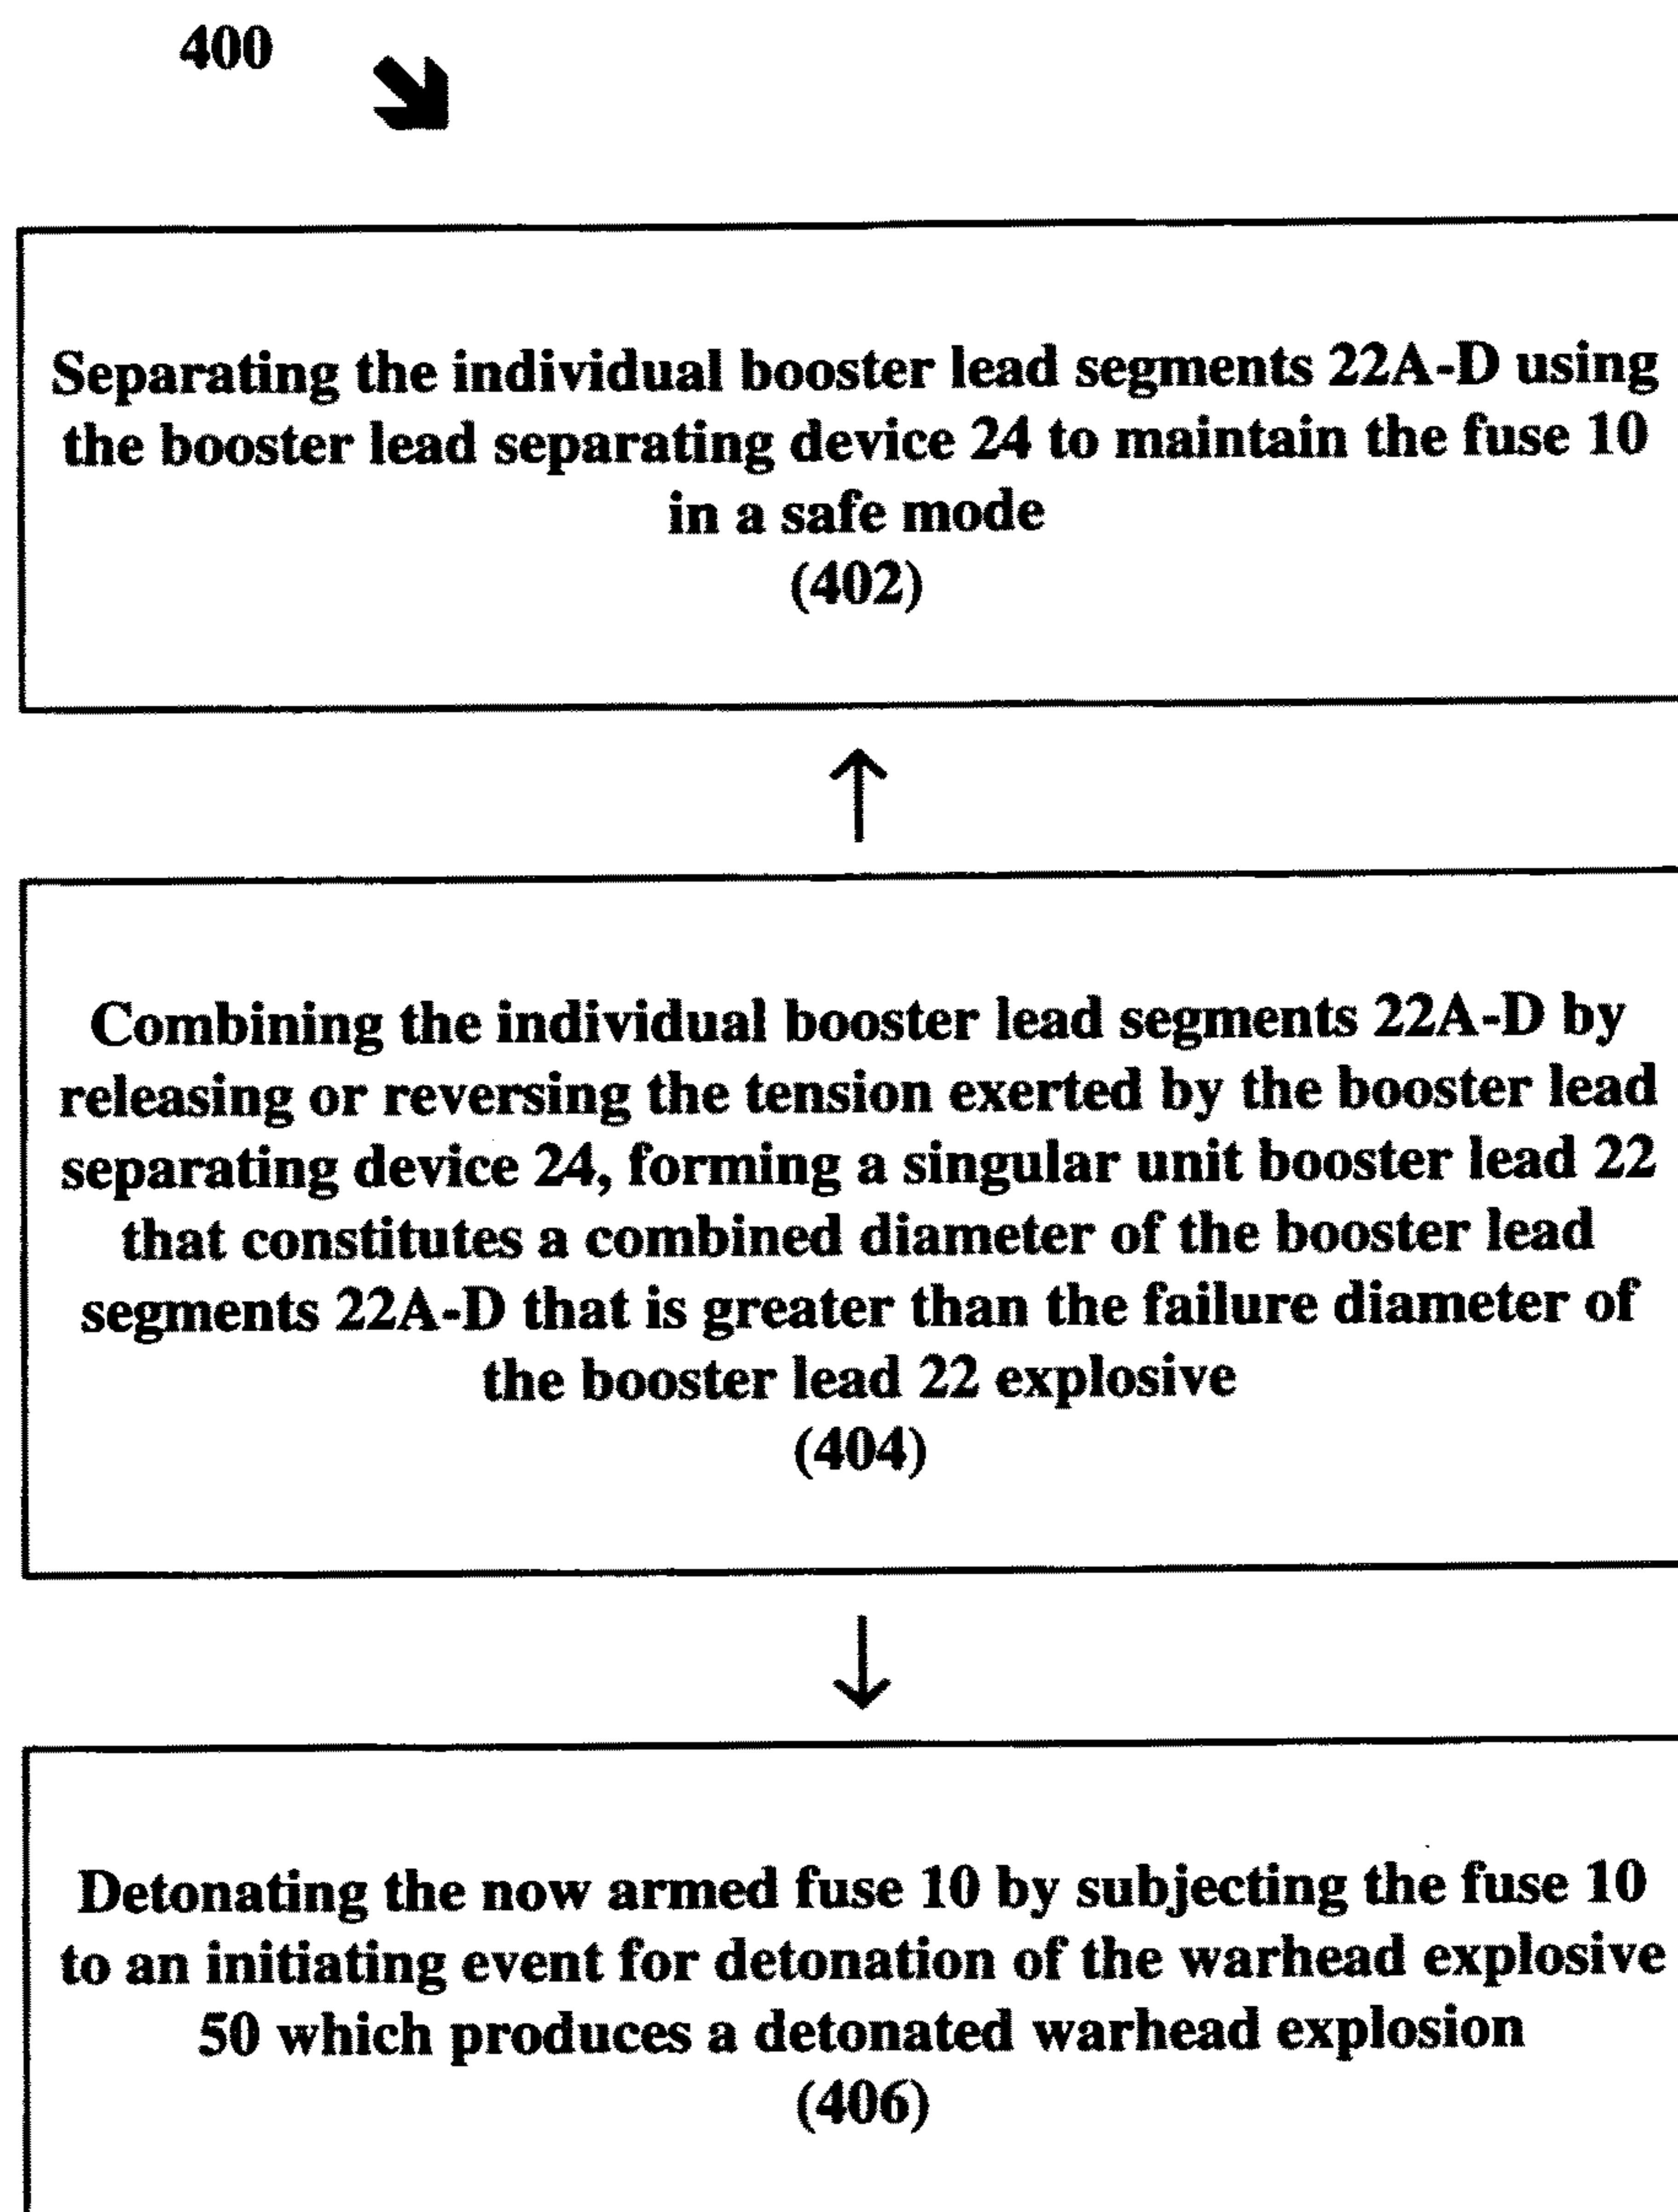 400
Separating the individual booster lead segments 22A-D using
the booster lead separating device 24 to maintain the fuse 10
in a safe mode
(402)
Combining the individual booster lead segments 22A-D by
releasing or reversing the tension exerted by the booster lead
separating device 24, forming a singular unit booster lead 22
that constitutes a combined diameter of the booster lead
segments 22A-D that is greater than the failure diameter of
the booster lead 22 explosive
(404)
Detonating the now armed fuse 10 by subjecting the fuse 10
to an initiating event for detonation of the warhead explosive
50 which produces a detonated warhead explosion
(406)